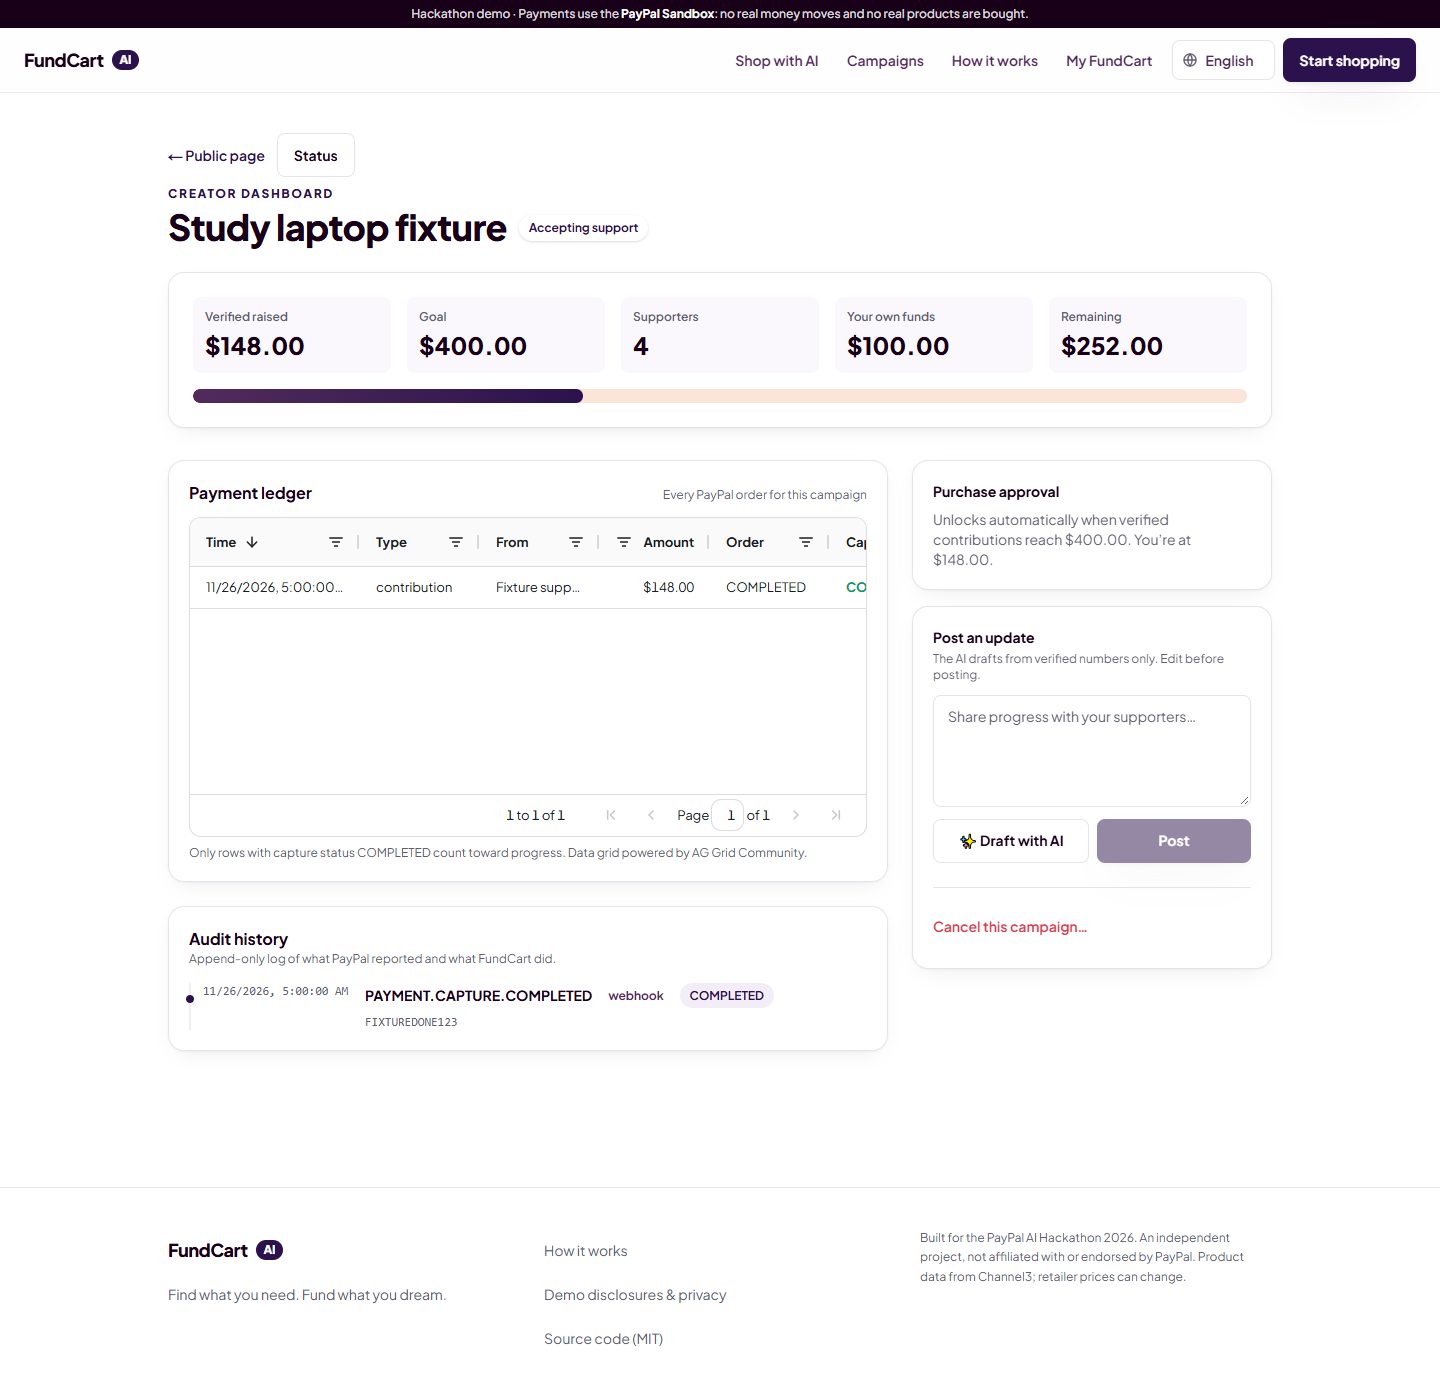 Hackathon demo · Payments use the PayPal Sandbox: no real money moves and no real products are bought.
FundCart AI
Shop with AI
Campaigns
How it works
My FundCart
English
Start shopping
← Public page
Status
CREATOR DASHBOARD
Study laptop fixture
Accepting support
Verified raised
$148.00
Goal
$400.00
Supporters
4
Your own funds
$100.00
Remaining
$252.00
Payment ledger
Every PayPal order for this campaign
Time ↓ Type From Amount Order Cap
11/26/2026, 5:00:00… contribution Fixture supp… $148.00 COMPLETED CO
1 to 1 of 1
Page 1 of 1
Only rows with capture status COMPLETED count toward progress. Data grid powered by AG Grid Community.
Audit history
Append-only log of what PayPal reported and what FundCart did.
11/26/2026, 5:00:00 AM PAYMENT.CAPTURE.COMPLETED webhook COMPLETED
FIXTUREDONE123
Purchase approval
Unlocks automatically when verified
contributions reach $400.00. You're at
$148.00.
Post an update
The AI drafts from verified numbers only. Edit before
posting.
Share progress with your supporters…
✨ Draft with AI
Post
Cancel this campaign…
FundCart AI
Find what you need. Fund what you dream.
How it works
Demo disclosures & privacy
Source code (MIT)
Built for the PayPal AI Hackathon 2026. An independent
project, not affiliated with or endorsed by PayPal. Product
data from Channel3; retailer prices can change.